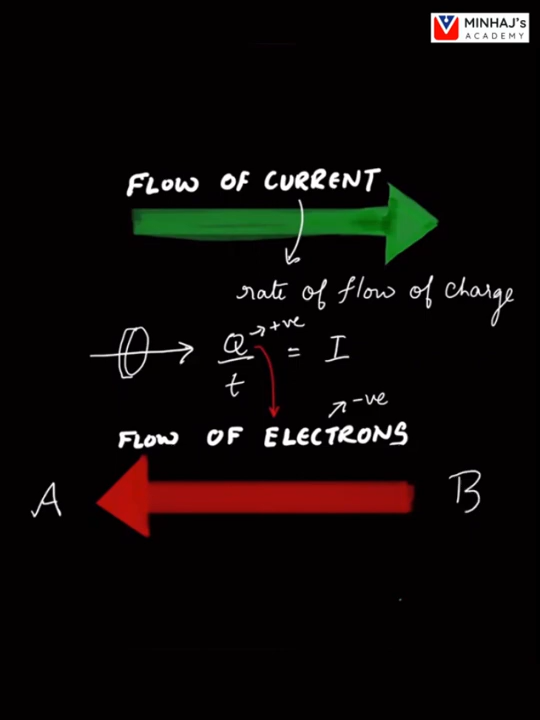 MINHAJ's
ACADEMY
FLOW OF CURRENT
rate of flow of charge
Q → +ve
t
= I
-ve
FLOW OF ELECTRONS
A
B